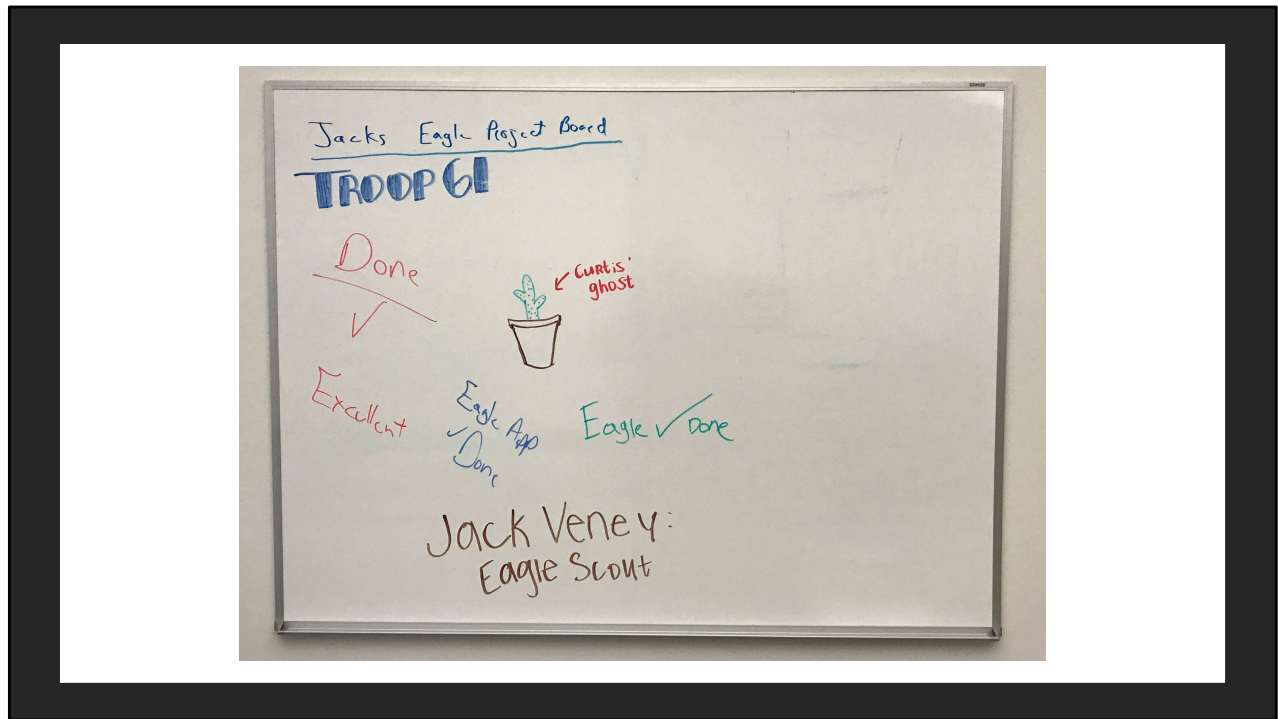 Jacks Eagle Project Board
TROOP 61
Done
✓
CURtis'
ghost
Excellent
Eagle App
✓ Done
Eagle ✓ Done
Jack Veney:
Eagle Scout